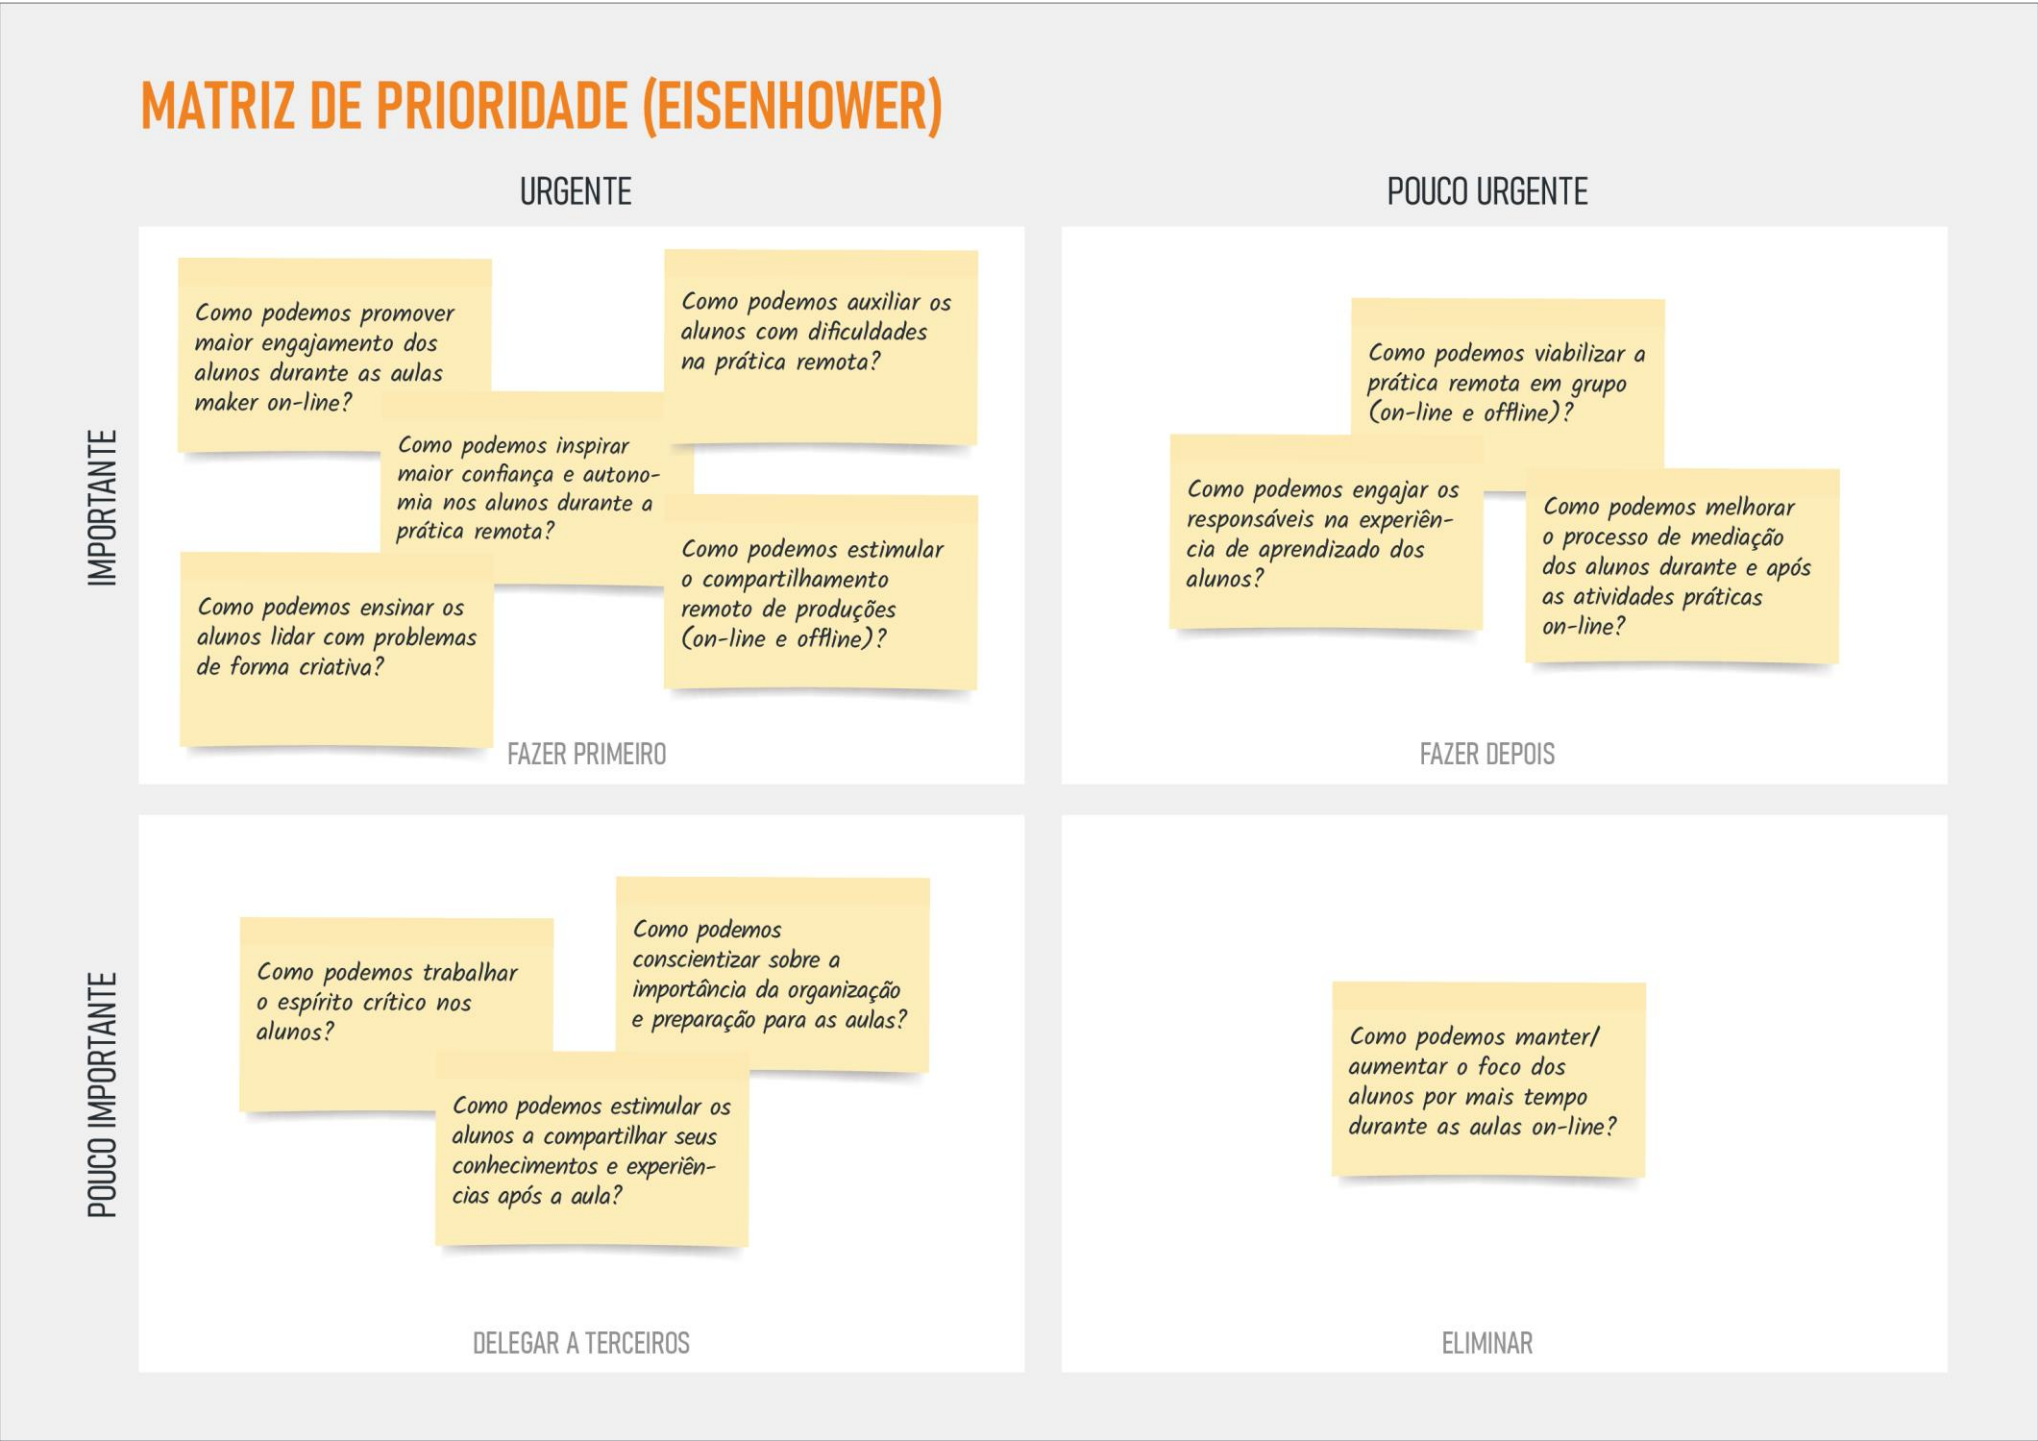 MATRIZ DE PRIORIDADE (EISENHOWER)
URGENTE
POUCO URGENTE
IMPORTANTE
Como podemos promover
maior engajamento dos
alunos durante as aulas
maker on-line?
Como podemos auxiliar os
alunos com dificuldades
na prática remota?
Como podemos inspirar
maior confiança e autono-
mia nos alunos durante a
prática remota?
Como podemos ensinar os
alunos lidar com problemas
de forma criativa?
Como podemos estimular
o compartilhamento
remoto de produções
(on-line e offline)?
FAZER PRIMEIRO
Como podemos viabilizar a
prática remota em grupo
(on-line e offline)?
Como podemos engajar os
responsáveis na experiên-
cia de aprendizado dos
alunos?
Como podemos melhorar
o processo de mediação
dos alunos durante e após
as atividades práticas
on-line?
FAZER DEPOIS
POUCO IMPORTANTE
Como podemos trabalhar
o espírito crítico nos
alunos?
Como podemos
conscientizar sobre a
importância da organização
e preparação para as aulas?
Como podemos estimular os
alunos a compartilhar seus
conhecimentos e experiên-
cias após a aula?
DELEGAR A TERCEIROS
Como podemos manter/
aumentar o foco dos
alunos por mais tempo
durante as aulas on-line?
ELIMINAR